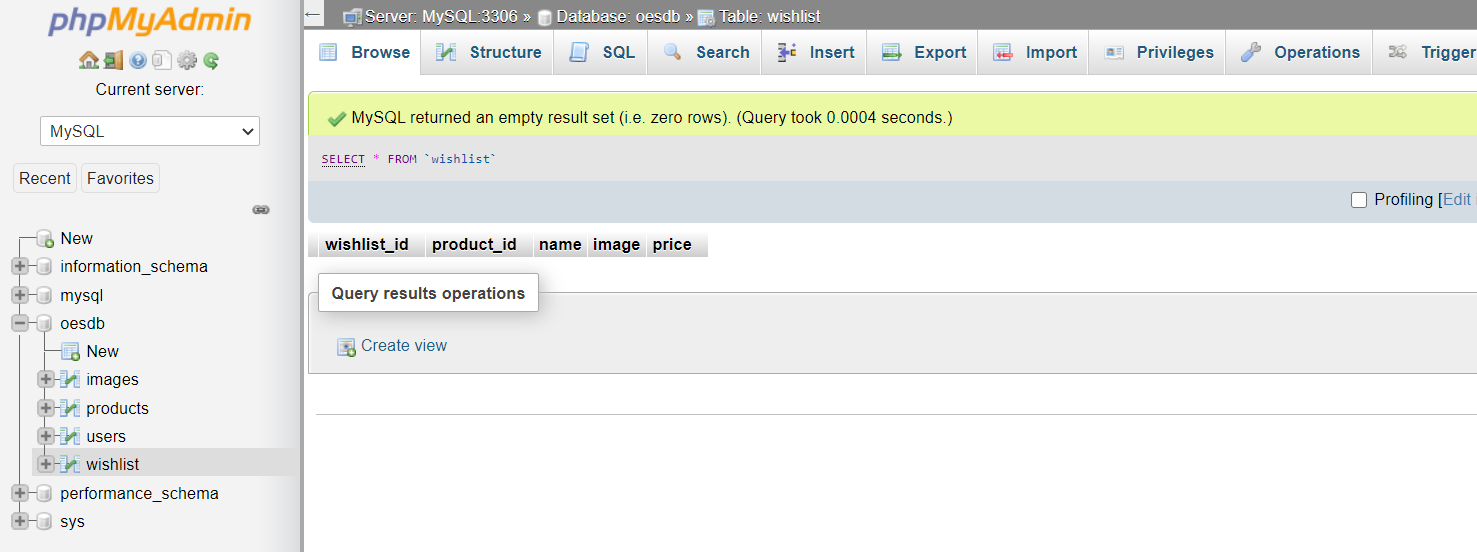 phpMyAdmin
Current server:
MySQL
Recent Favorites
New
information_schema
mysql
oesdb
New
images
products
users
wishlist
performance_schema
sys
← Server: MySQL:3306 » Database: oesdb » Table: wishlist
Browse Structure SQL Search Insert Export Import Privileges Operations Trigger
MySQL returned an empty result set (i.e. zero rows). (Query took 0.0004 seconds.)
SELECT * FROM `wishlist`
Profiling [Edit
wishlist_id product_id name image price
Query results operations
Create view